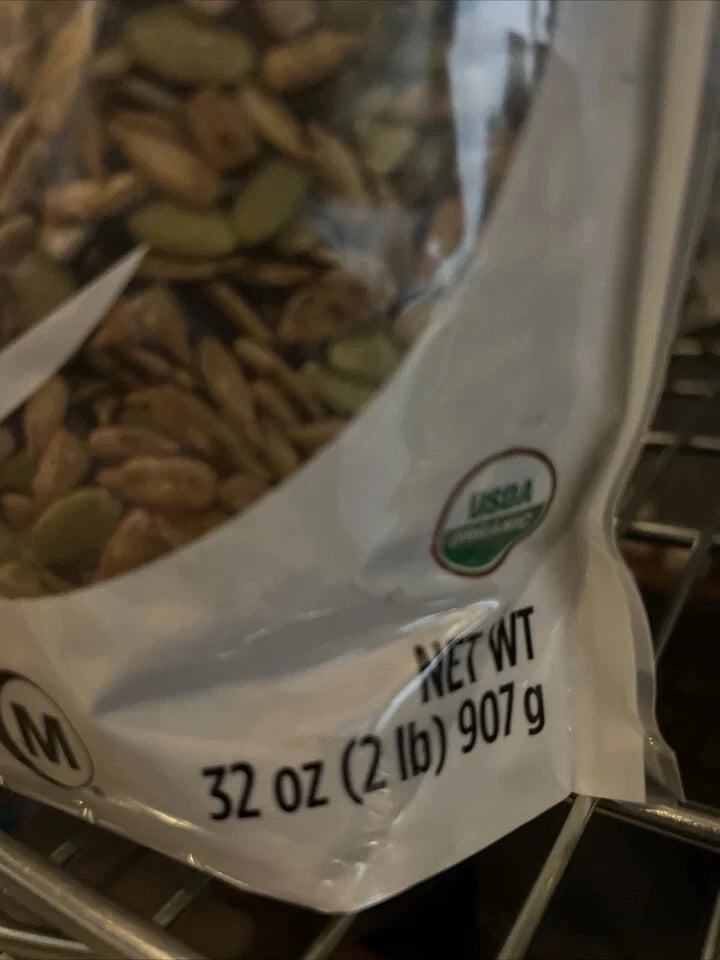 USDA
ORGANIC
NET WT
32 oz (2 lb) 907 g
M